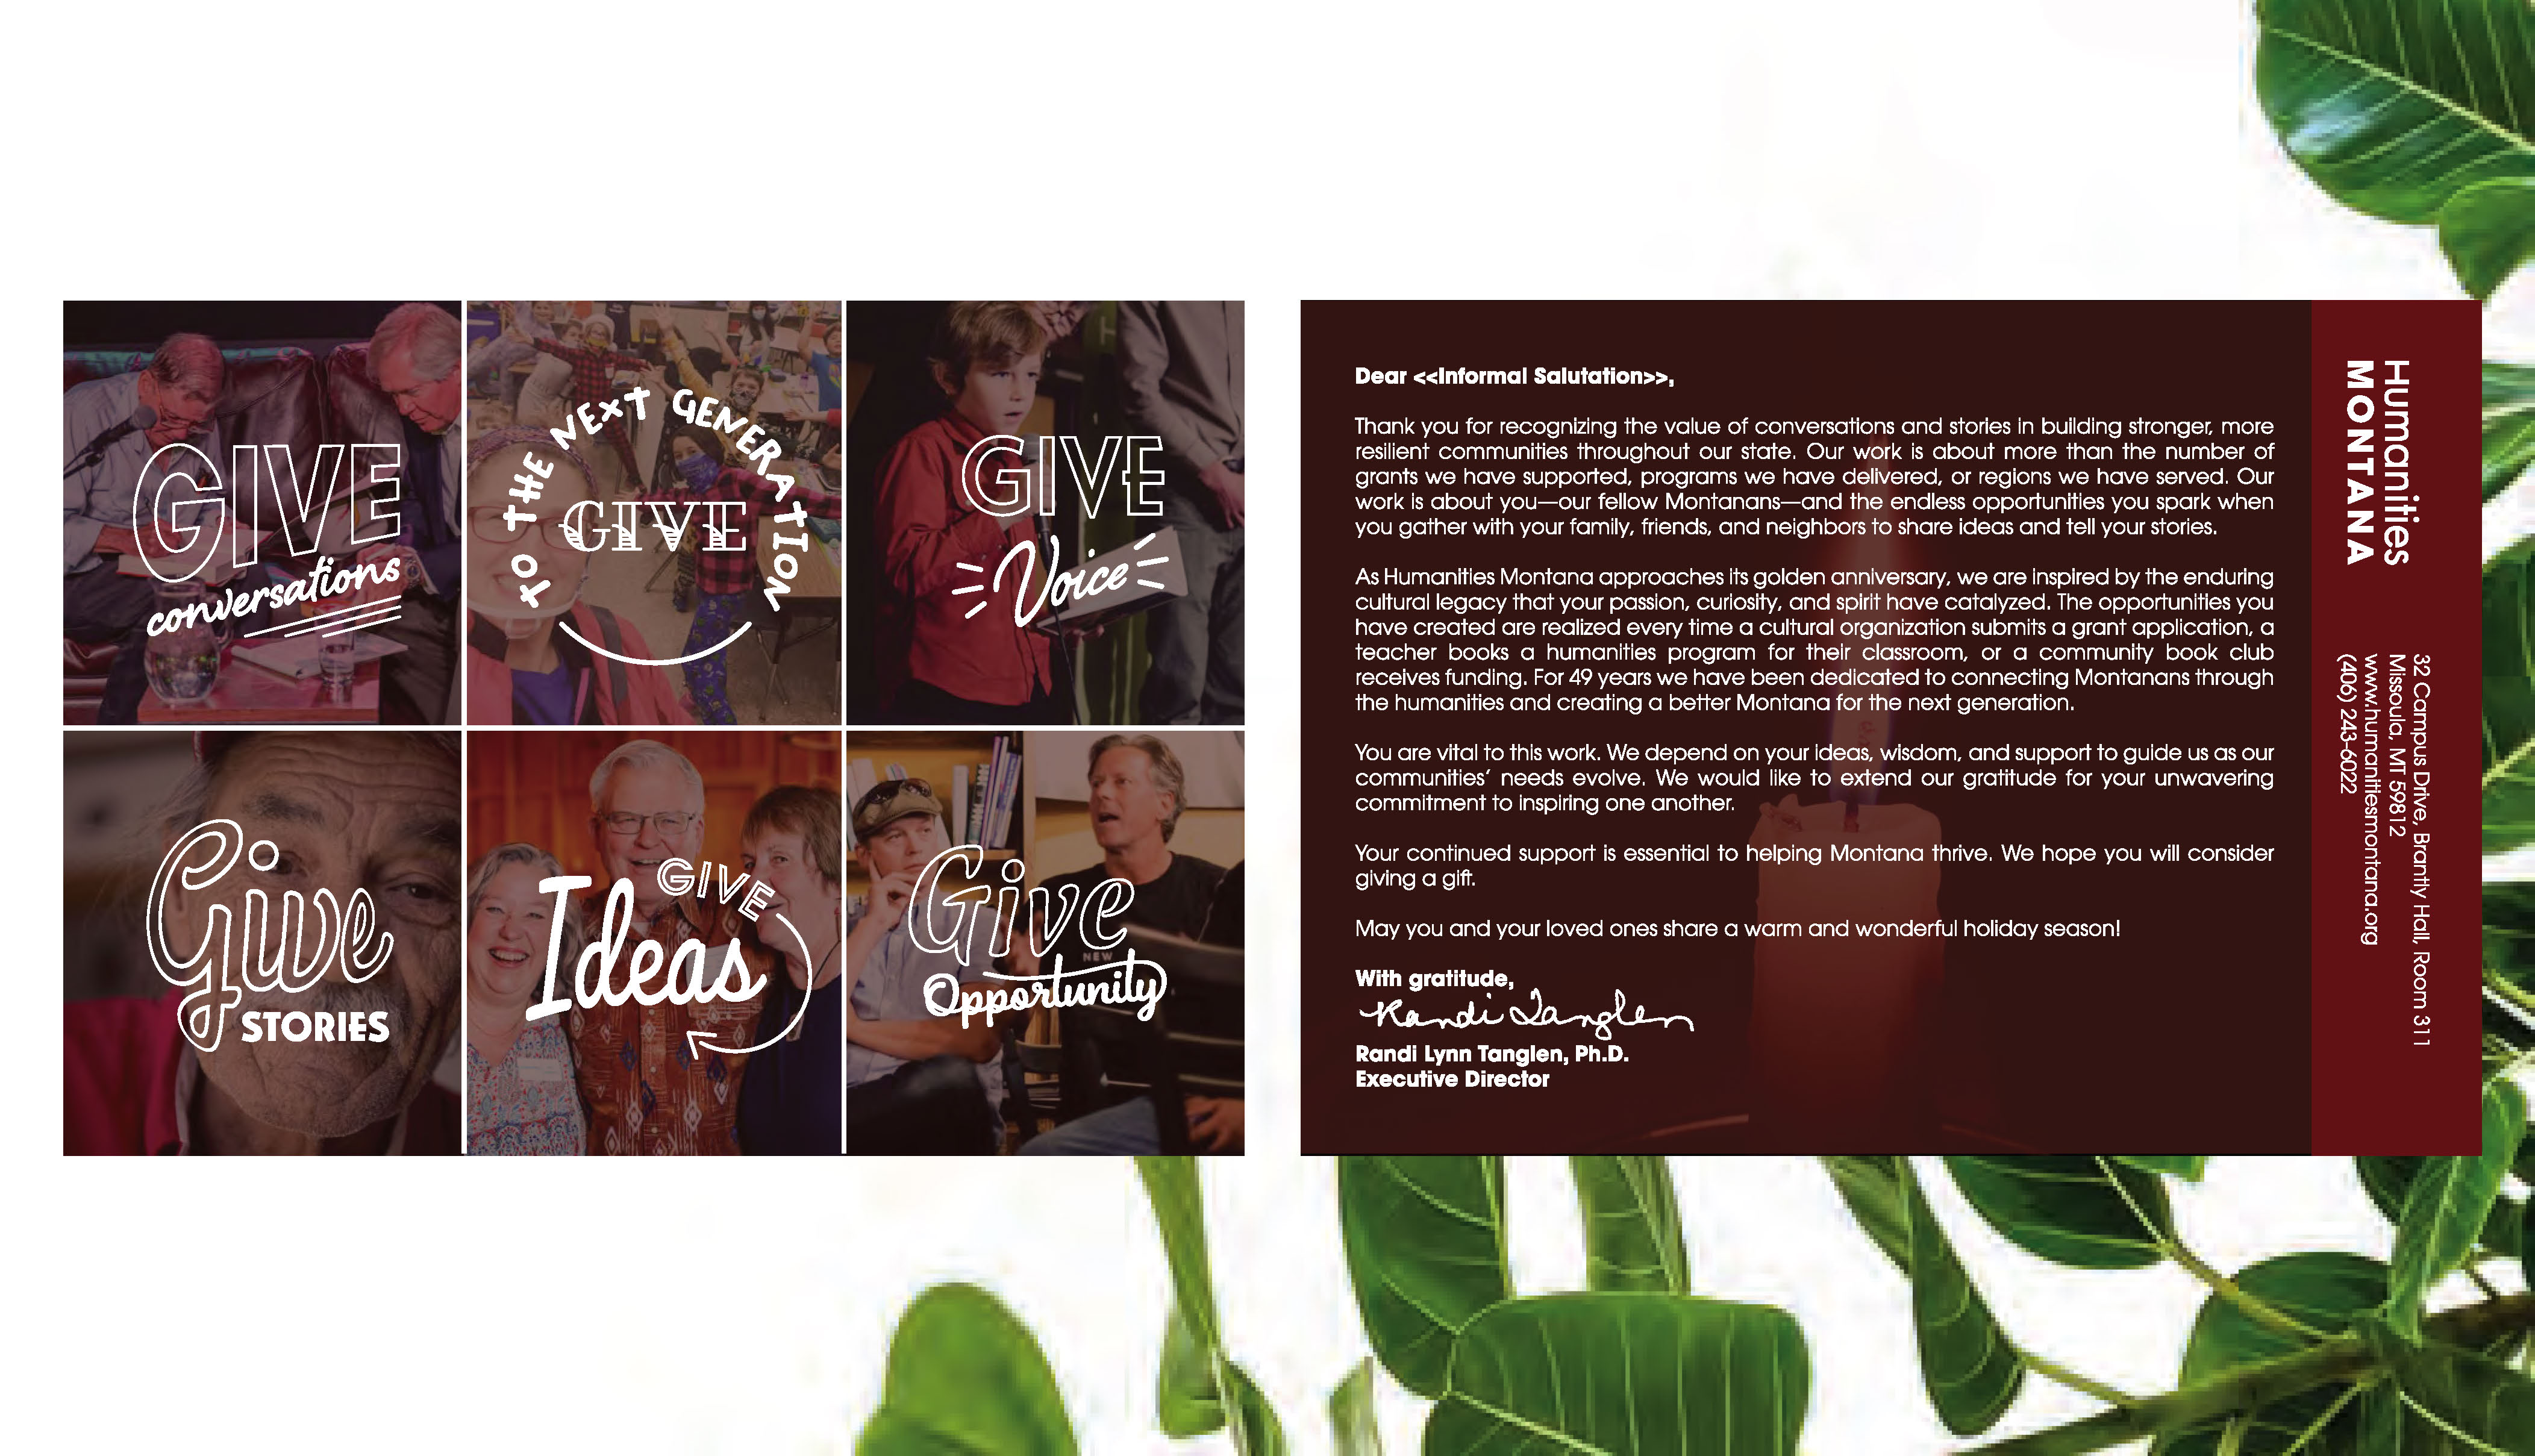 GIVE
conversations
TO THE NEXT GENERATION
GIVE
GIVE
Voice
Give
STORIES
GIVE
Ideas
Give
NEW
Opportunity
Dear <<Informal Salutation>>,
Thank you for recognizing the value of conversations and stories in building stronger, more
resilient communities throughout our state. Our work is about more than the number of
grants we have supported, programs we have delivered, or regions we have served. Our
work is about you—our fellow Montanans—and the endless opportunities you spark when
you gather with your family, friends, and neighbors to share ideas and tell your stories.
As Humanities Montana approaches its golden anniversary, we are inspired by the enduring
cultural legacy that your passion, curiosity, and spirit have catalyzed. The opportunities you
have created are realized every time a cultural organization submits a grant application, a
teacher books a humanities program for their classroom, or a community book club
receives funding. For 49 years we have been dedicated to connecting Montanans through
the humanities and creating a better Montana for the next generation.
You are vital to this work. We depend on your ideas, wisdom, and support to guide us as our
communities’ needs evolve. We would like to extend our gratitude for your unwavering
commitment to inspiring one another.
Your continued support is essential to helping Montana thrive. We hope you will consider
giving a gift.
May you and your loved ones share a warm and wonderful holiday season!
With gratitude,
Randi Tanglen
Randi Lynn Tanglen, Ph.D.
Executive Director
Humanities
MONTANA
32 Campus Drive, Brantly Hall, Room 311
Missoula, MT 59812
www.humanitiesmontana.org
(406) 243-6022